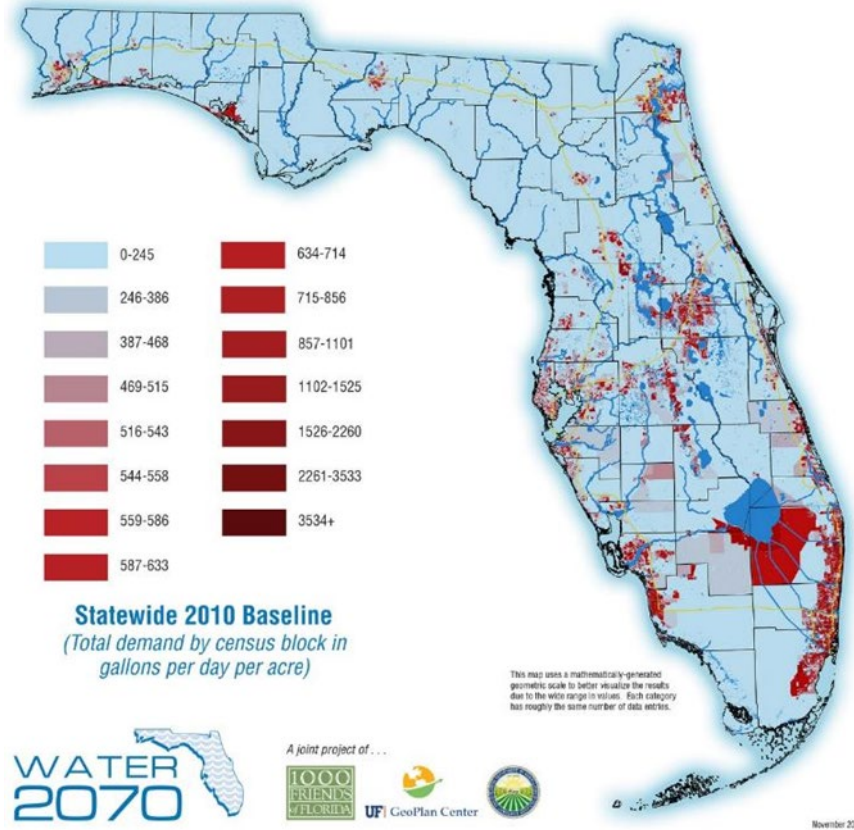 0-245
246-386
387-468
469-515
516-543
544-558
559-586
587-633
634-714
715-856
857-1101
1102-1525
1526-2260
2261-3533
3534+
Statewide 2010 Baseline
(Total demand by census block in
gallons per day per acre)
This map uses a mathematically-generated
geometric scale to better visualize the results
due to the wide range in values. Each category
has roughly the same number of data entries.
WATER
2070
A joint project of . . .
1000
FRIENDS
of FLORIDA
UF| GeoPlan Center
November 20